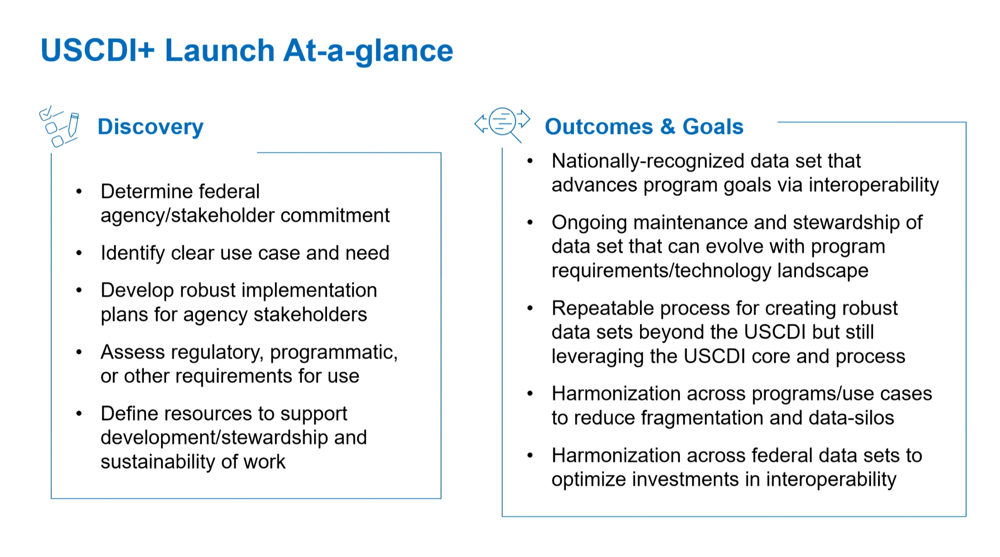 USCDI+ Launch At-a-glance
Discovery
• Determine federal
agency/stakeholder commitment
• Identify clear use case and need
• Develop robust implementation
plans for agency stakeholders
• Assess regulatory, programmatic,
or other requirements for use
• Define resources to support
development/stewardship and
sustainability of work
Outcomes & Goals
• Nationally-recognized data set that
advances program goals via interoperability
• Ongoing maintenance and stewardship of
data set that can evolve with program
requirements/technology landscape
• Repeatable process for creating robust
data sets beyond the USCDI but still
leveraging the USCDI core and process
• Harmonization across programs/use cases
to reduce fragmentation and data-silos
• Harmonization across federal data sets to
optimize investments in interoperability